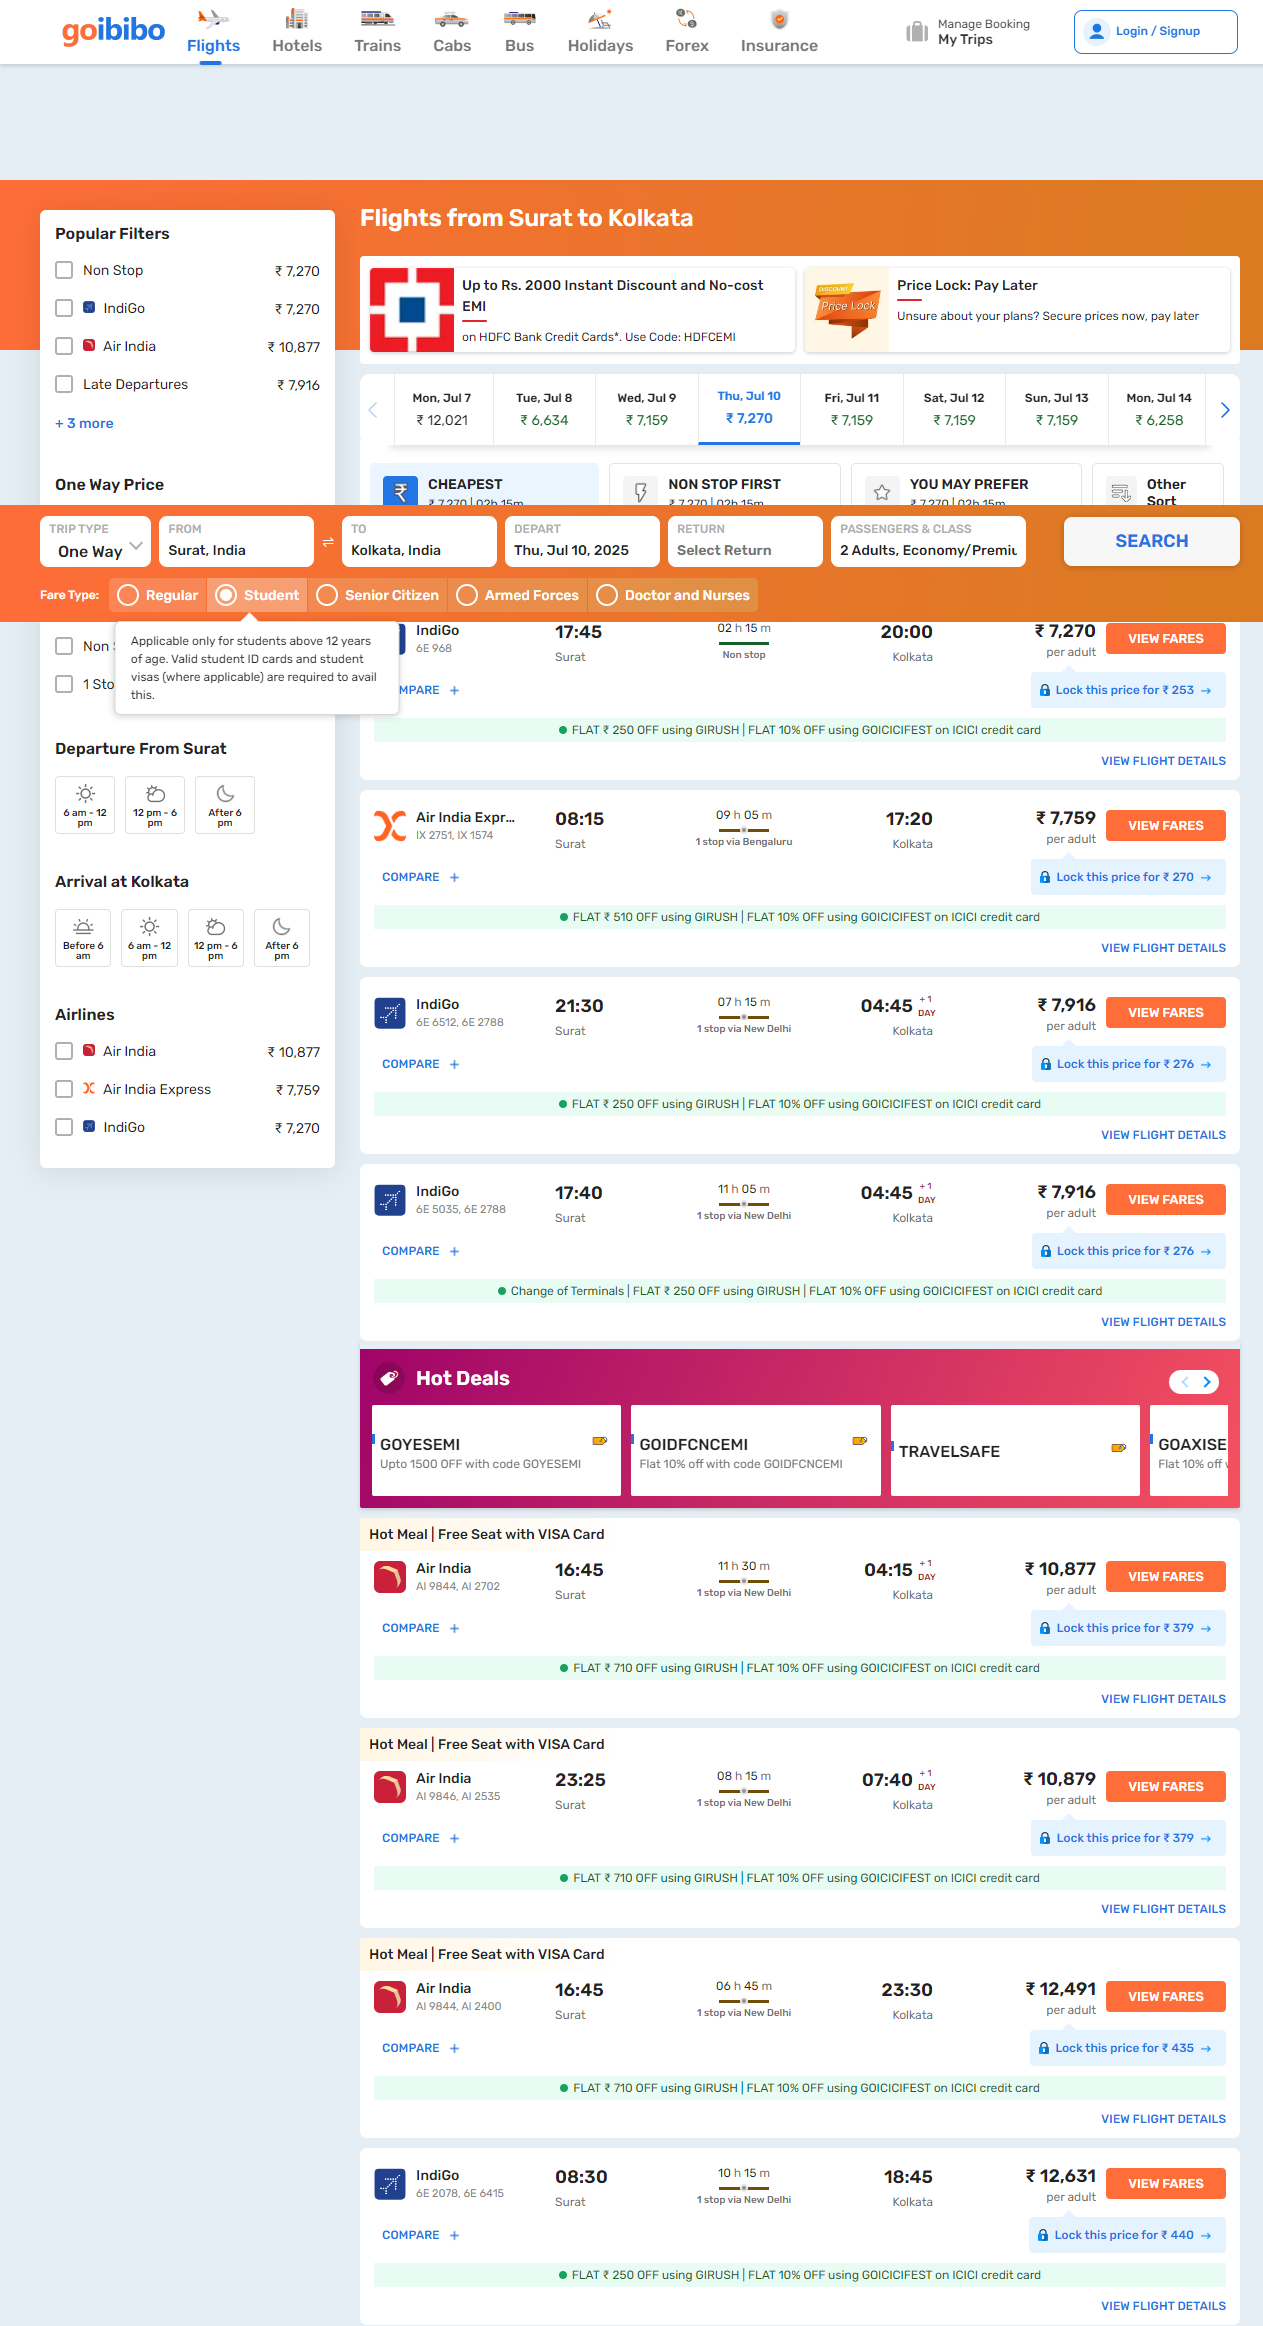 goibibo
Flights
Hotels
Trains
Cabs
Bus
Holidays
Forex
Insurance
Manage Booking
My Trips
Login / Signup
Flights from Surat to Kolkata
Popular Filters
Non Stop ₹ 7,270
IndiGo ₹ 7,270
Air India ₹ 10,877
Late Departures ₹ 7,916
+ 3 more
One Way Price
Up to Rs. 2000 Instant Discount and No-cost
EMI
on HDFC Bank Credit Cards*. Use Code: HDFCEMI
DISCOUNT
Price Lock
Price Lock: Pay Later
Unsure about your plans? Secure prices now, pay later
Mon, Jul 7
₹ 12,021
Tue, Jul 8
₹ 6,634
Wed, Jul 9
₹ 7,159
Thu, Jul 10
₹ 7,270
Fri, Jul 11
₹ 7,159
Sat, Jul 12
₹ 7,159
Sun, Jul 13
₹ 7,159
Mon, Jul 14
₹ 6,258
CHEAPEST
₹ 7,270 | 02h 15m
NON STOP FIRST
₹ 7,270 | 02h 15m
YOU MAY PREFER
₹ 7,270 | 02h 15m
Other
Sort
TRIP TYPE
One Way
FROM
Surat, India
TO
Kolkata, India
DEPART
Thu, Jul 10, 2025
RETURN
Select Return
PASSENGERS & CLASS
2 Adults, Economy/Premiu
SEARCH
Fare Type:
Regular
Student
Senior Citizen
Armed Forces
Doctor and Nurses
Applicable only for students above 12 years
of age. Valid student ID cards and student
visas (where applicable) are required to avail
this.
Non
1 Sto
Departure From Surat
6 am - 12
pm
12 pm - 6
pm
After 6
pm
Arrival at Kolkata
Before 6
am
6 am - 12
pm
12 pm - 6
pm
After 6
pm
Airlines
Air India ₹ 10,877
Air India Express ₹ 7,759
IndiGo ₹ 7,270
IndiGo
6E 968
17:45
Surat
02 h 15 m
Non stop
20:00
Kolkata
₹ 7,270
per adult
VIEW FARES
MPARE +
Lock this price for ₹ 253 →
FLAT ₹ 250 OFF using GIRUSH | FLAT 10% OFF using GOICICIFEST on ICICI credit card
VIEW FLIGHT DETAILS
Air India Expr...
IX 2751, IX 1574
08:15
Surat
09 h 05 m
1 stop via Bengaluru
17:20
Kolkata
₹ 7,759
per adult
VIEW FARES
COMPARE +
Lock this price for ₹ 270 →
FLAT ₹ 510 OFF using GIRUSH | FLAT 10% OFF using GOICICIFEST on ICICI credit card
VIEW FLIGHT DETAILS
IndiGo
6E 6512, 6E 2788
21:30
Surat
07 h 15 m
1 stop via New Delhi
04:45 +1 DAY
Kolkata
₹ 7,916
per adult
VIEW FARES
COMPARE +
Lock this price for ₹ 276 →
FLAT ₹ 250 OFF using GIRUSH | FLAT 10% OFF using GOICICIFEST on ICICI credit card
VIEW FLIGHT DETAILS
IndiGo
6E 5035, 6E 2788
17:40
Surat
11 h 05 m
1 stop via New Delhi
04:45 +1 DAY
Kolkata
₹ 7,916
per adult
VIEW FARES
COMPARE +
Lock this price for ₹ 276 →
Change of Terminals | FLAT ₹ 250 OFF using GIRUSH | FLAT 10% OFF using GOICICIFEST on ICICI credit card
VIEW FLIGHT DETAILS
Hot Deals
GOYESEMI
Upto 1500 OFF with code GOYESEMI
GOIDFCNCEMI
Flat 10% off with code GOIDFCNCEMI
TRAVELSAFE
GOAXISE
Flat 10% off
Hot Meal | Free Seat with VISA Card
Air India
AI 9844, AI 2702
16:45
Surat
11 h 30 m
1 stop via New Delhi
04:15 +1 DAY
Kolkata
₹ 10,877
per adult
VIEW FARES
COMPARE +
Lock this price for ₹ 379 →
FLAT ₹ 710 OFF using GIRUSH | FLAT 10% OFF using GOICICIFEST on ICICI credit card
VIEW FLIGHT DETAILS
Hot Meal | Free Seat with VISA Card
Air India
AI 9846, AI 2535
23:25
Surat
08 h 15 m
1 stop via New Delhi
07:40 +1 DAY
Kolkata
₹ 10,879
per adult
VIEW FARES
COMPARE +
Lock this price for ₹ 379 →
FLAT ₹ 710 OFF using GIRUSH | FLAT 10% OFF using GOICICIFEST on ICICI credit card
VIEW FLIGHT DETAILS
Hot Meal | Free Seat with VISA Card
Air India
AI 9844, AI 2400
16:45
Surat
06 h 45 m
1 stop via New Delhi
23:30
Kolkata
₹ 12,491
per adult
VIEW FARES
COMPARE +
Lock this price for ₹ 435 →
FLAT ₹ 710 OFF using GIRUSH | FLAT 10% OFF using GOICICIFEST on ICICI credit card
VIEW FLIGHT DETAILS
IndiGo
6E 2078, 6E 6415
08:30
Surat
10 h 15 m
1 stop via New Delhi
18:45
Kolkata
₹ 12,631
per adult
VIEW FARES
COMPARE +
Lock this price for ₹ 440 →
FLAT ₹ 250 OFF using GIRUSH | FLAT 10% OFF using GOICICIFEST on ICICI credit card
VIEW FLIGHT DETAILS